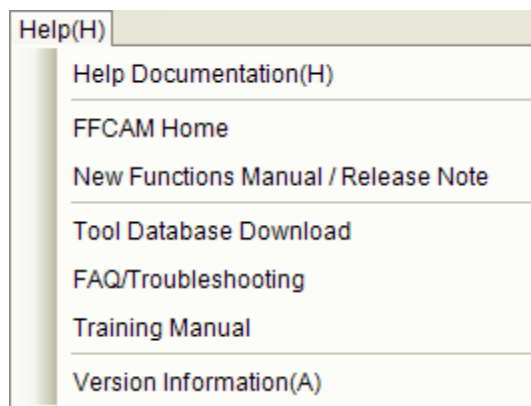 Help(H)
Help Documentation(H)
FFCAM Home
New Functions Manual / Release Note
Tool Database Download
FAQ/Troubleshooting
Training Manual
Version Information(A)